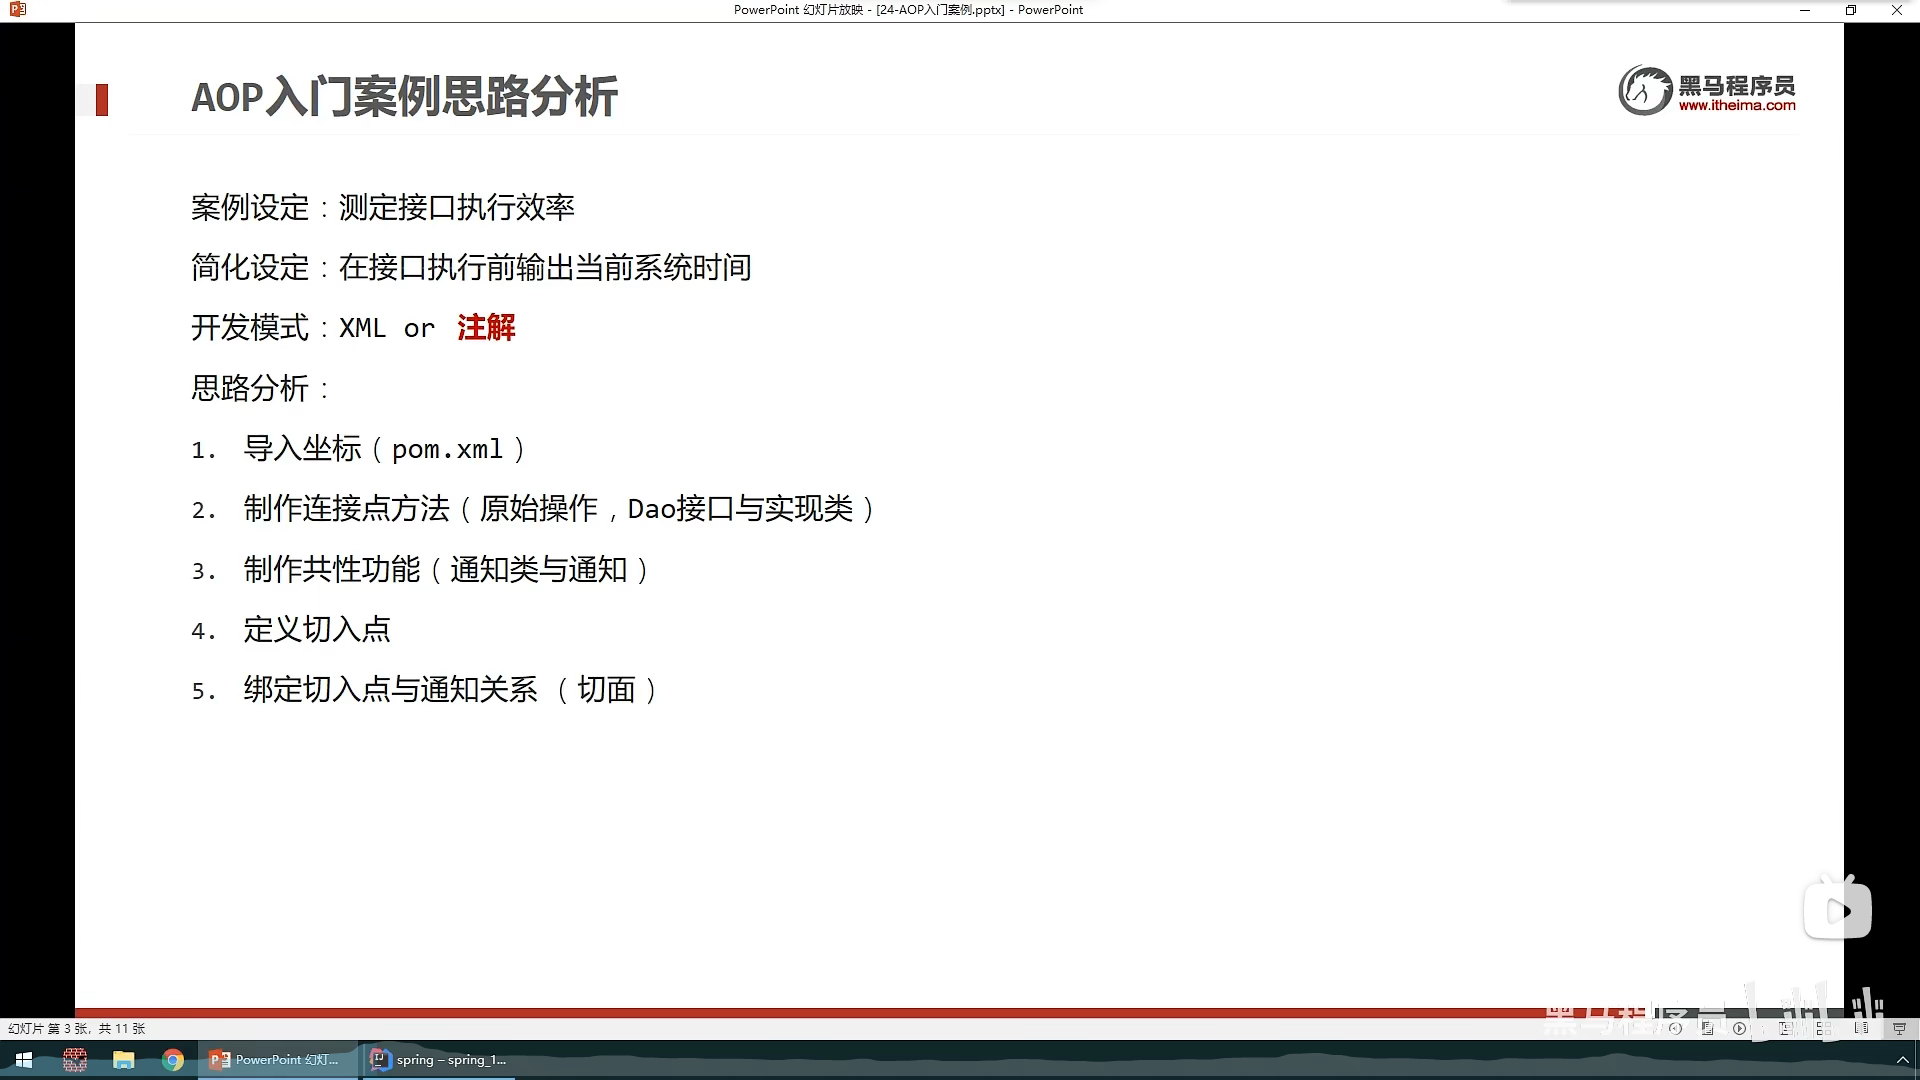 PowerPoint 幻灯片放映 - [24-AOP入门案例.pptx] - PowerPoint
AOP入门案例思路分析
黑马程序员
www.itheima.com
案例设定：测定接口执行效率
简化设定：在接口执行前输出当前系统时间
开发模式：XML or 注解
思路分析：
1. 导入坐标（pom.xml）
2. 制作连接点方法（原始操作，Dao接口与实现类）
3. 制作共性功能（通知类与通知）
4. 定义切入点
5. 绑定切入点与通知关系（切面）
黑马程序员
幻灯片 第 3 张，共 11 张
PowerPoint 幻灯...
spring – spring_1...